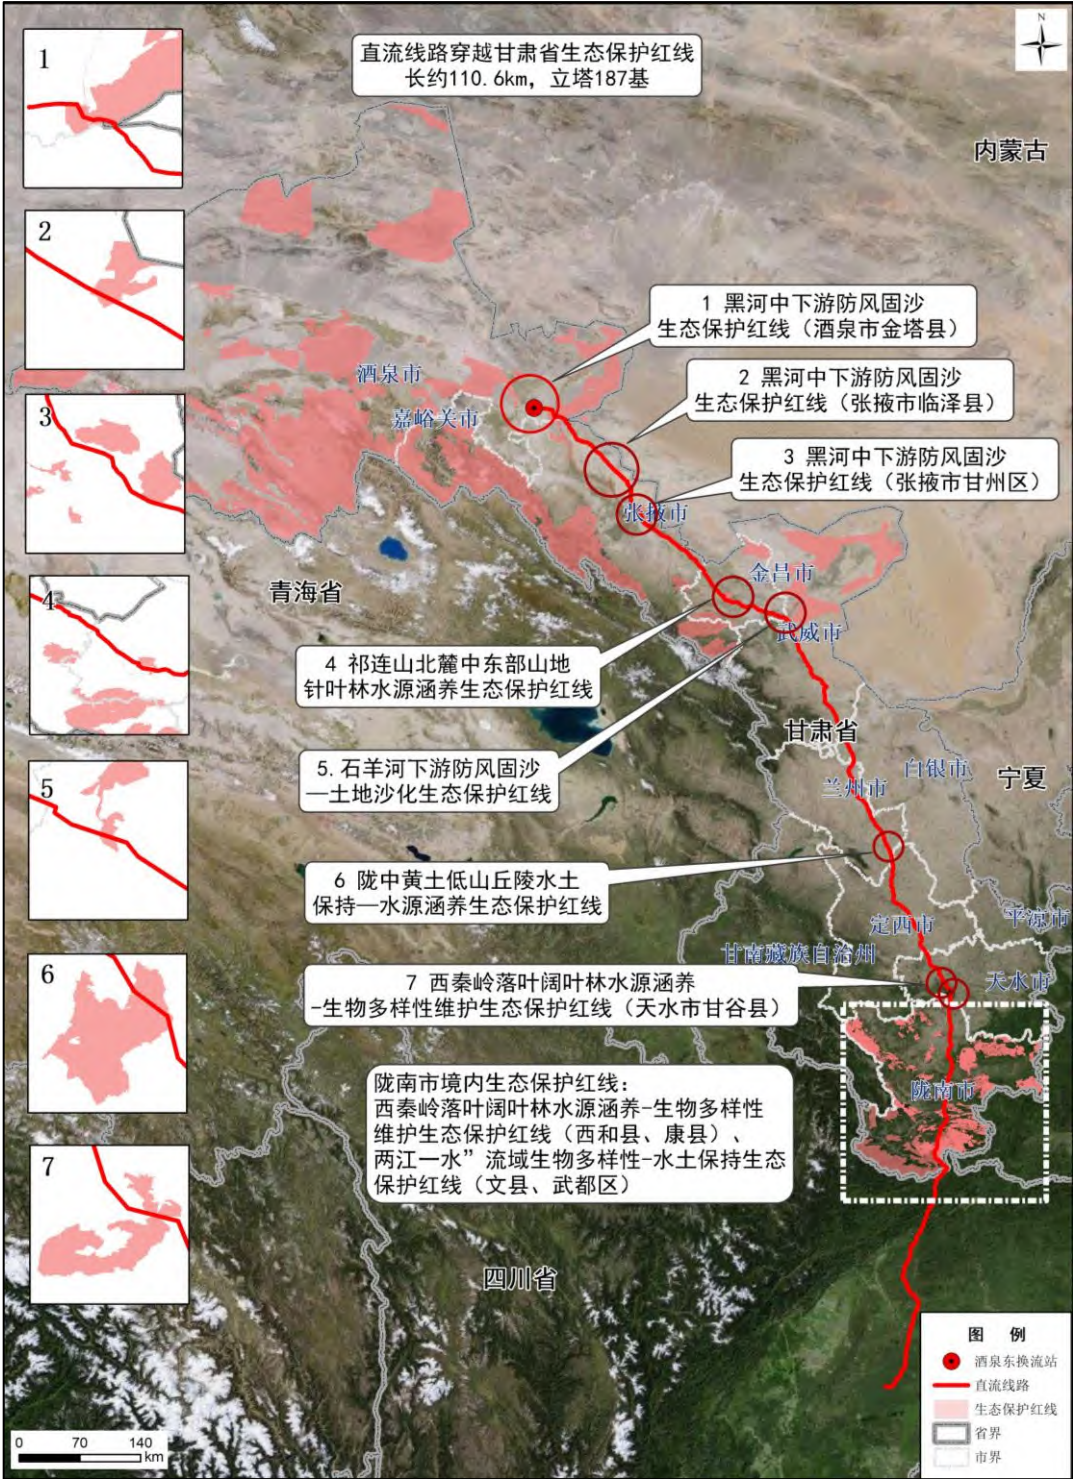 直流线路穿越甘肃省生态保护红线
长约110.6km，立塔187基
N
内蒙古
1
2
3
4
5
6
7
1 黑河中下游防风固沙
生态保护红线（酒泉市金塔县）
2 黑河中下游防风固沙
生态保护红线（张掖市临泽县）
3 黑河中下游防风固沙
生态保护红线（张掖市甘州区）
酒泉市
嘉峪关市
张掖市
青海省
金昌市
武威市
4 祁连山北麓中东部山地
针叶林水源涵养生态保护红线
甘肃省
5.石羊河下游防风固沙
—土地沙化生态保护红线
白银市
宁夏
兰州市
6 陇中黄土低山丘陵水土
保持—水源涵养生态保护红线
定西市
平凉市
甘南藏族自治州
天水市
7 西秦岭落叶阔叶林水源涵养
-生物多样性维护生态保护红线（天水市甘谷县）
陇南市
陇南市境内生态保护红线：
西秦岭落叶阔叶林水源涵养-生物多样性
维护生态保护红线（西和县、康县）、
两江一水”流域生物多样性-水土保持生态
保护红线（文县、武都区）
四川省
图 例
酒泉东换流站
直流线路
生态保护红线
省界
市界
0 70 140
km